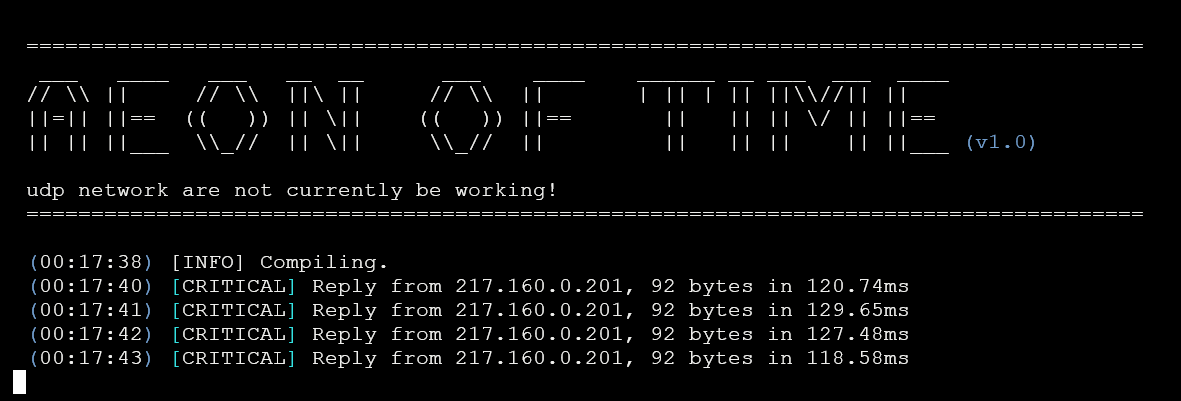 AEON OF TIME (v1.0)
udp network are not currently be working!
(00:17:38) [INFO] Compiling.
(00:17:40) [CRITICAL] Reply from 217.160.0.201, 92 bytes in 120.74ms
(00:17:41) [CRITICAL] Reply from 217.160.0.201, 92 bytes in 129.65ms
(00:17:42) [CRITICAL] Reply from 217.160.0.201, 92 bytes in 127.48ms
(00:17:43) [CRITICAL] Reply from 217.160.0.201, 92 bytes in 118.58ms